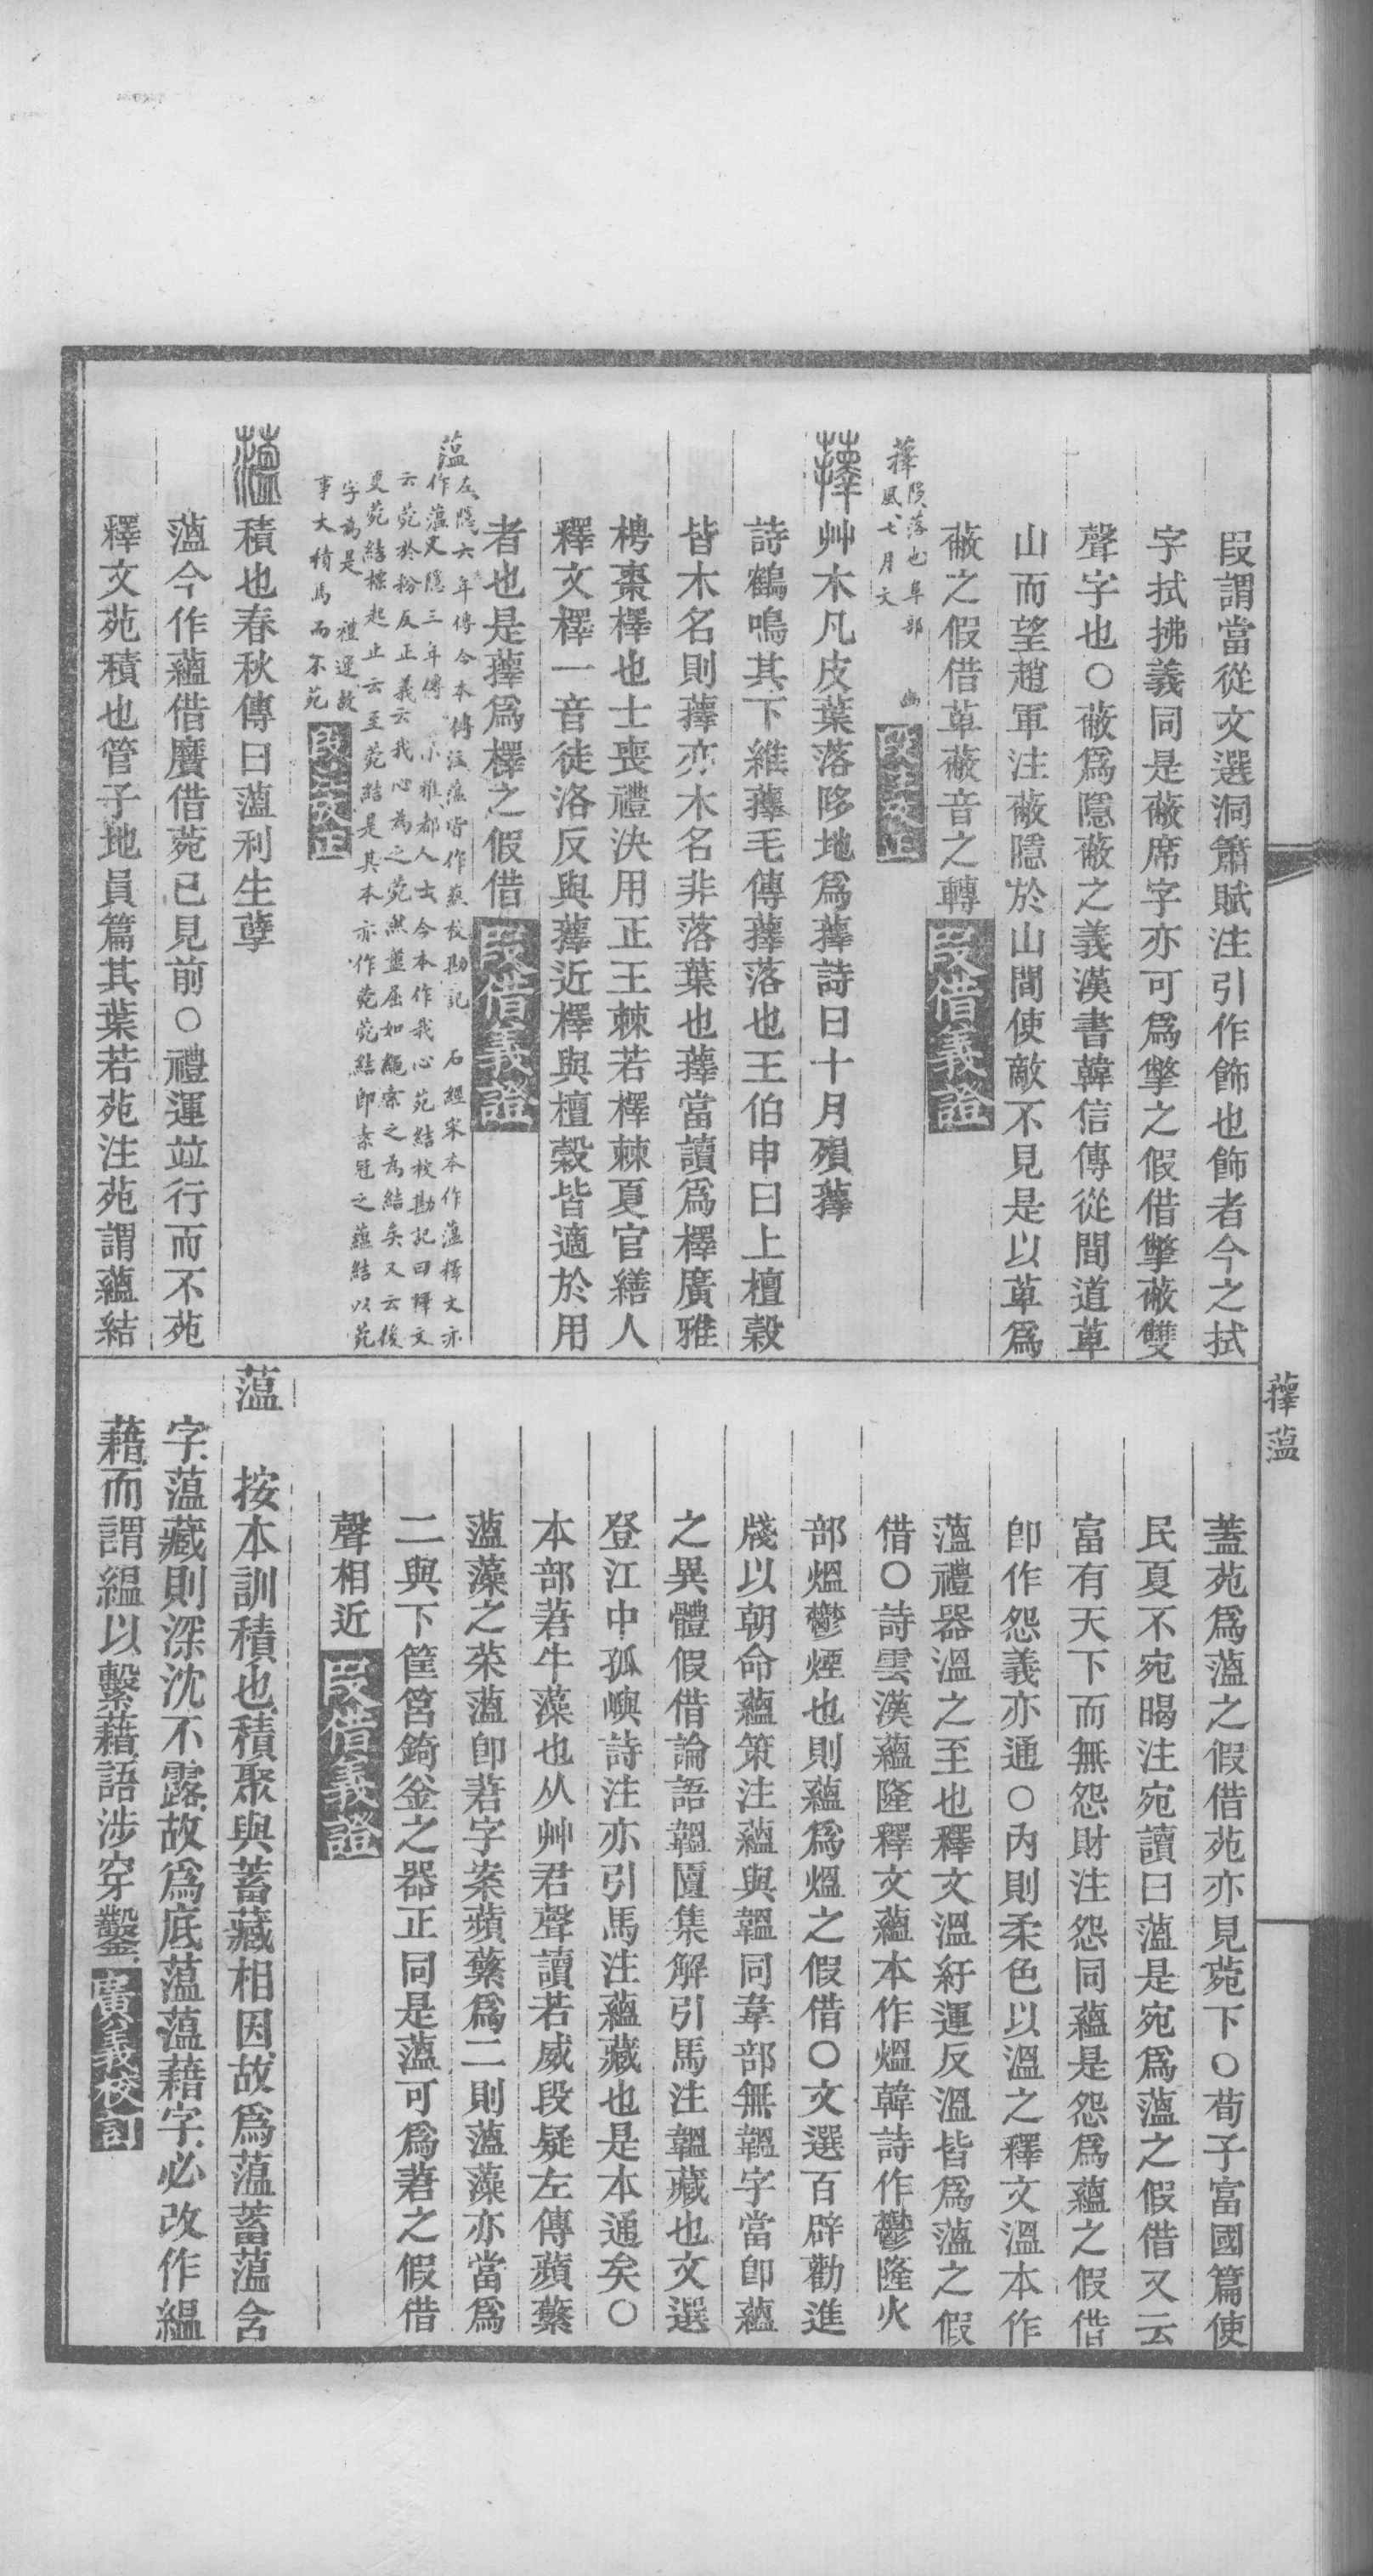 段謂當從文選洞簫賦注引作飾也飾者今之拭
字拭拂義同是蔽席字亦可爲擎之假借擎蔽雙
聲字也○蔽爲隱蔽之義漢書韓信傳從間道萆
山而望趙軍注蔽隱於山間使敵不見是以萆爲
蔽之假借萆蔽音之轉 段借義證
蘀 隕落也阜部 豳
風七月文 段注攷正
蘀 艸木凡皮葉落陊地爲蘀詩曰十月殞蘀
詩鶴鳴其下維蘀毛傳蘀落也王伯申曰上檀穀
皆木名則蘀亦木名非落葉也蘀當讀爲檡廣雅
梬棗檡也士喪禮決用正王棘若檡棘夏官繕人
釋文檡一音徒洛反與蘀近檡與檀穀皆適於用
者也是蘀爲檡之假借 段借義證
薀 左隱六年傳今本傳注薀皆作蕰校勘記 石經宋本作薀釋文亦
作薀又隱三年傳 小雅都人士今本作我心苑結校勘記曰釋文
云苑於粉反正義云我心為之菀然盤屈如繩索之為結矣又云後
更菀結標起止云至菀結是其本亦作菀菀結即素冠之蘊結以菀
字為是 禮運故
事大積焉而不苑 段注攷正
薀 積也春秋傳曰薀利生孽
薀今作蘊借黂借菀已見前○禮運竝行而不苑
釋文苑積也管子地員篇其葉若苑注苑謂蘊結
蘀薀
蓋苑爲薀之假借苑亦見菀下○荀子富國篇使
民夏不宛暍注宛讀曰薀是宛爲薀之假借又云
富有天下而無怨財注怨同蘊是怨爲蘊之假借
卽作怨義亦通○內則柔色以溫之釋文溫本作
薀禮器溫之至也釋文溫紆運反溫皆爲薀之假
借○詩雲漢蘊隆釋文蘊本作熅韓詩作鬱隆火
部熅鬱煙也則蘊爲熅之假借○文選百辟勸進
牋以朝命蘊策注蘊與韞同韋部無韞字當卽蘊
之異體假借論語韞匵集解引馬注韞藏也文選
登江中孤嶼詩注亦引馬注蘊藏也是本通矣○
本部莙牛藻也从艸君聲讀若威段疑左傳蘋蘩
薀藻之菜薀卽莙字案蘋蘩爲二則薀藻亦當爲
二與下筐筥錡釜之器正同是薀可爲莙之假借
聲相近 段借義證
薀 按本訓積也積聚與蓄藏相因故爲薀蓄薀含
字薀藏則深沈不露故爲底薀薀藉字必改作縕
藉而謂縕以繫藉語涉穿鑿 廣義校訂